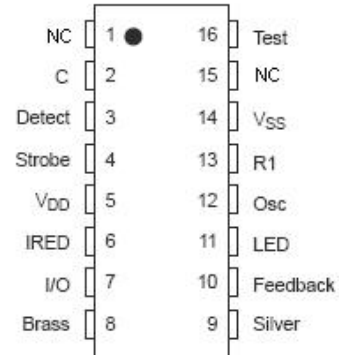 NC 1 16 Test
C 2 15 NC
Detect 3 14 VSS
Strobe 4 13 R1
VDD 5 12 Osc
IRED 6 11 LED
I/O 7 10 Feedback
Brass 8 9 Silver